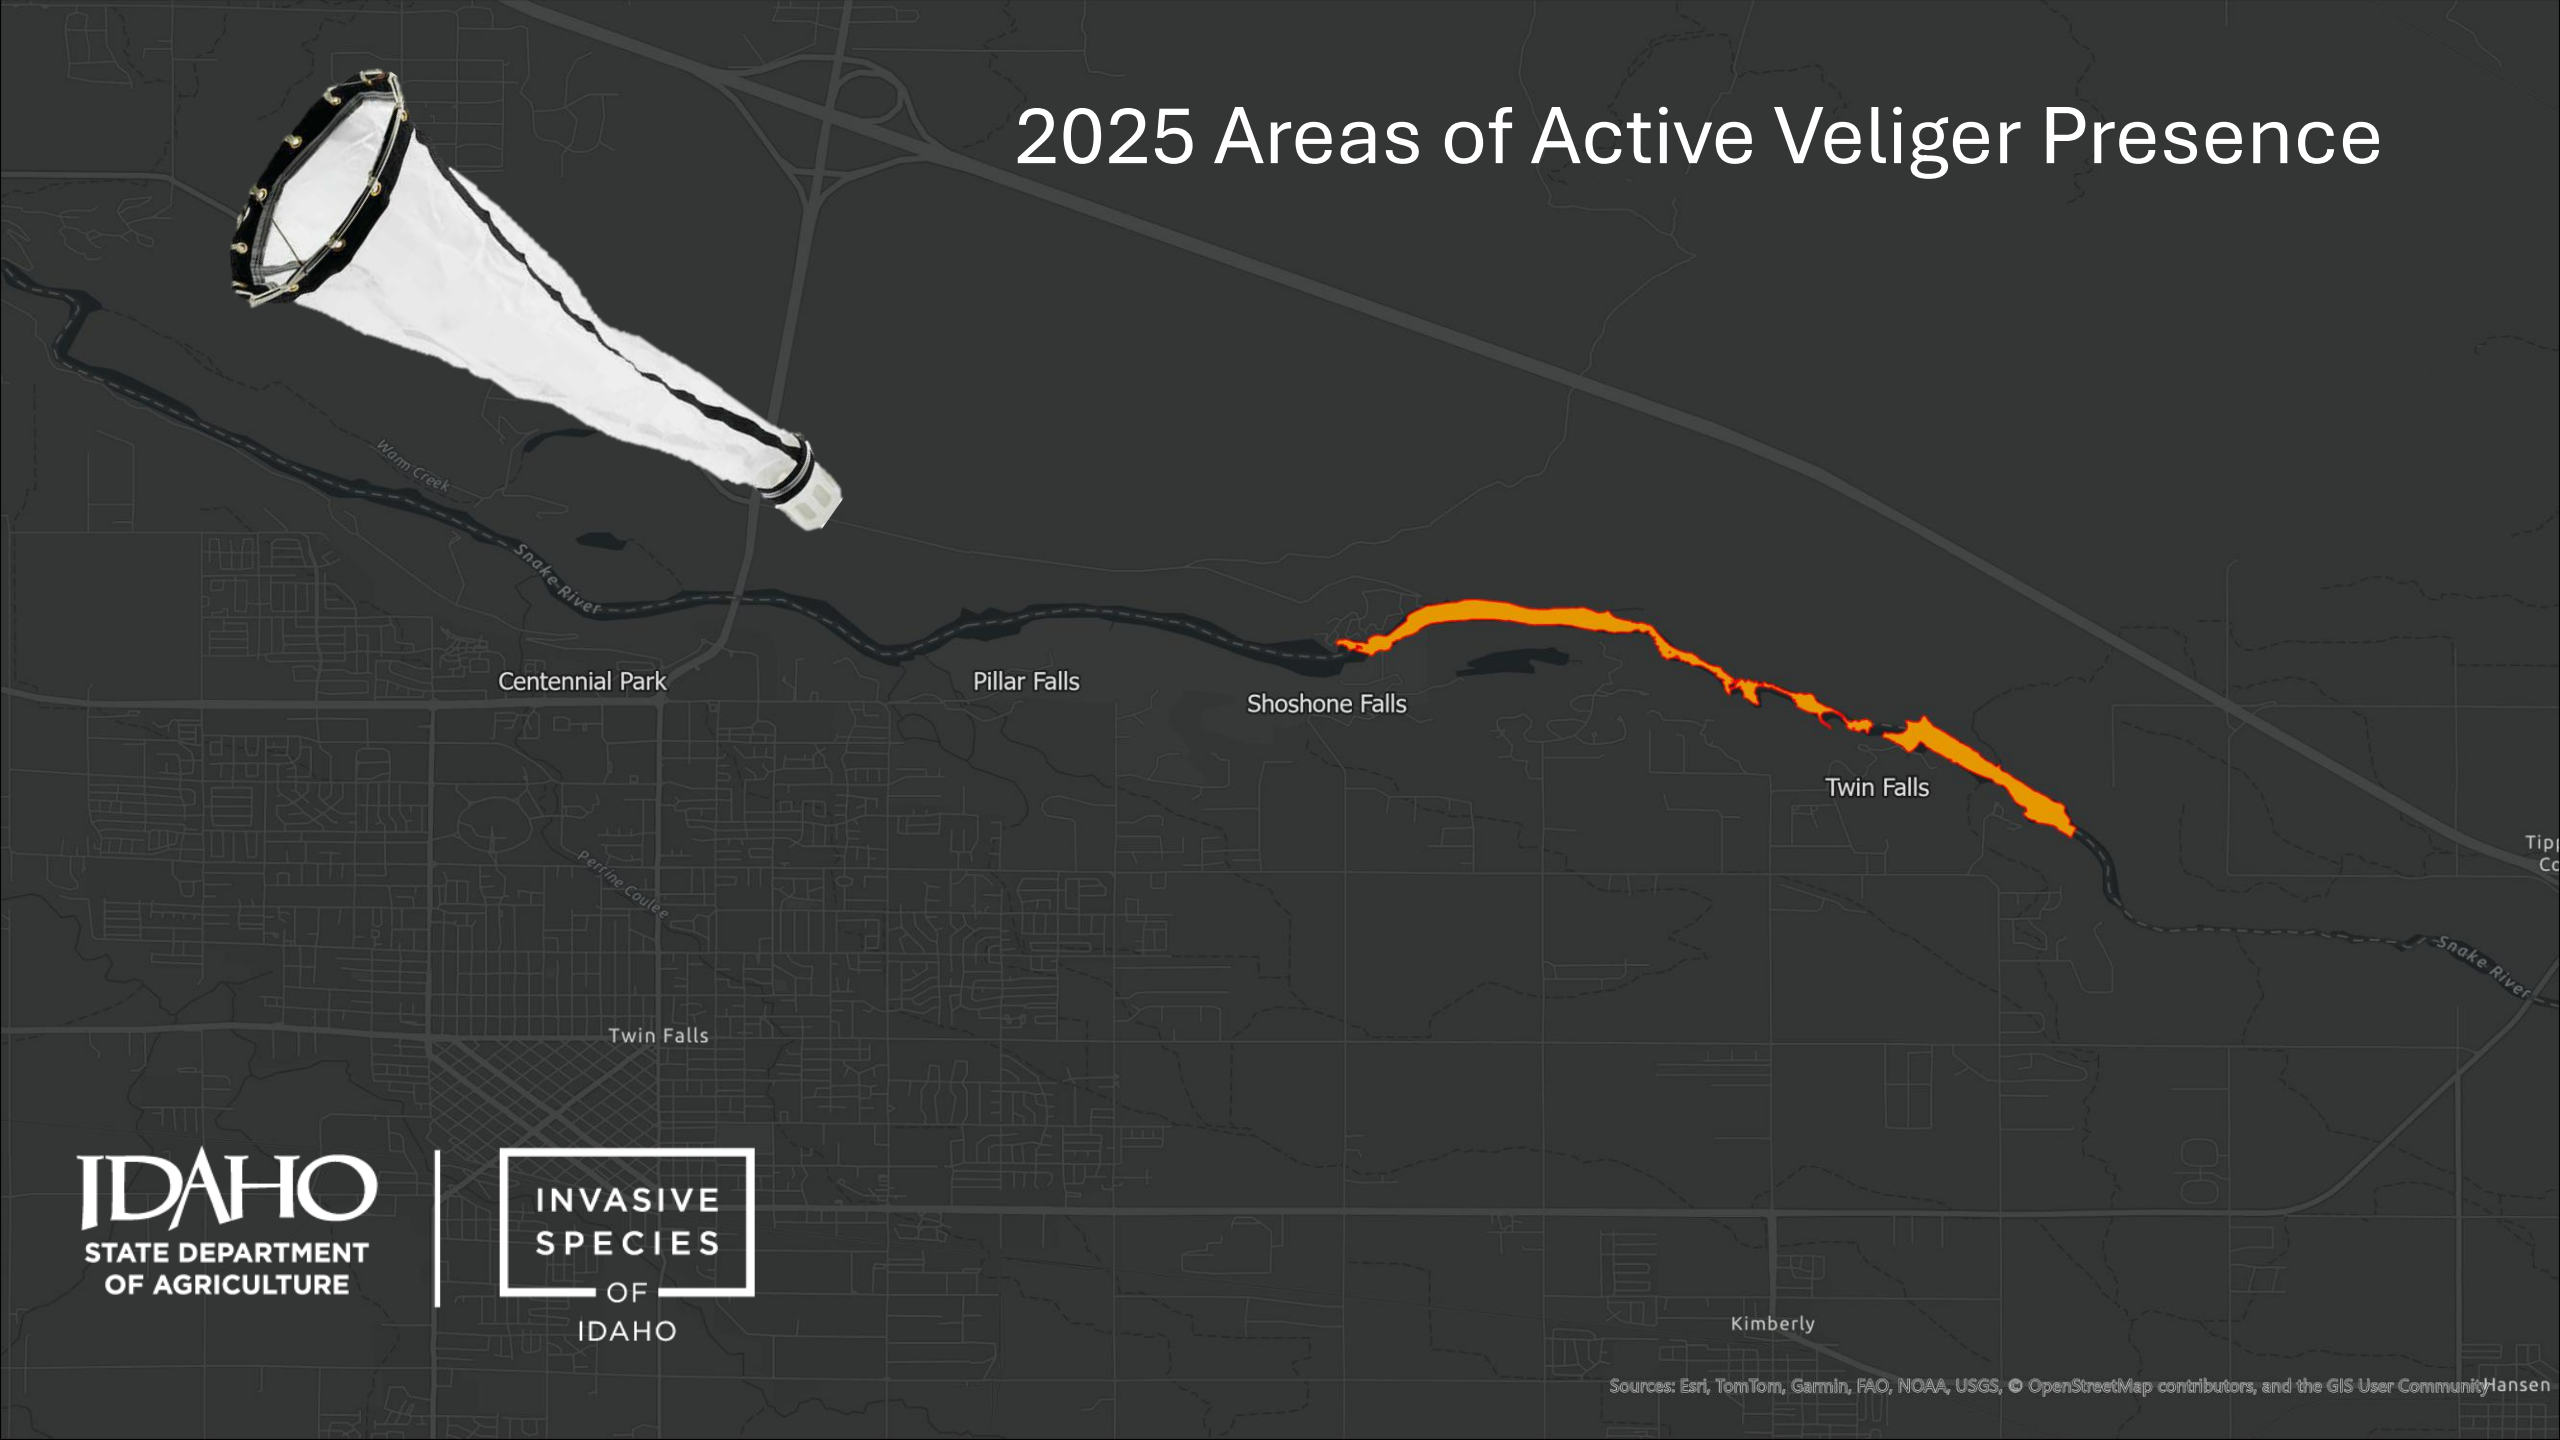 2025 Areas of Active Veliger Presence
Warm Creek
Snake River
Centennial Park
Pillar Falls
Shoshone Falls
Twin Falls
Tipp
Co
Perrine Coulee
Snake River
Twin Falls
IDAHO
STATE DEPARTMENT
OF AGRICULTURE
INVASIVE
SPECIES
OF
IDAHO
Kimberly
Sources: Esri, TomTom, Garmin, FAO, NOAA, USGS, © OpenStreetMap contributors, and the GIS User Community
Hansen